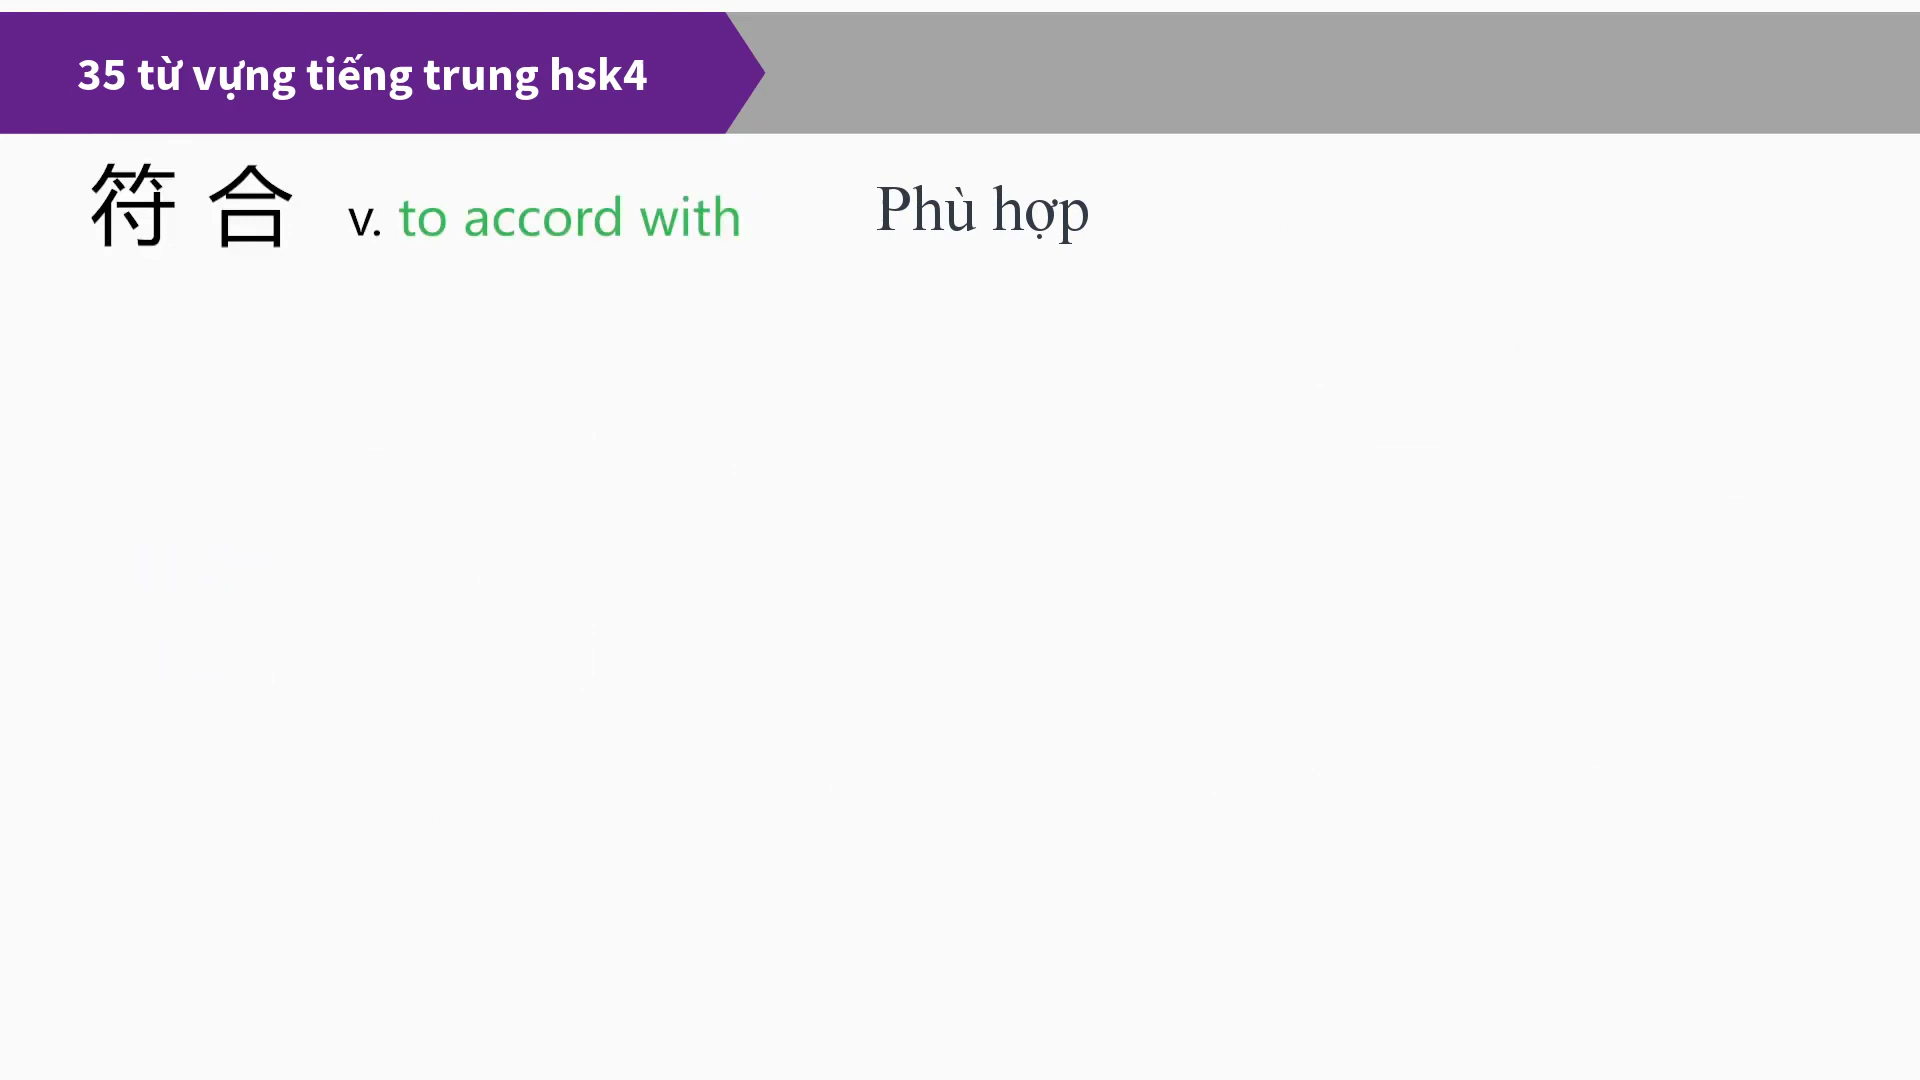 35 từ vựng tiếng trung hsk4
符合 v. to accord with Phù hợp